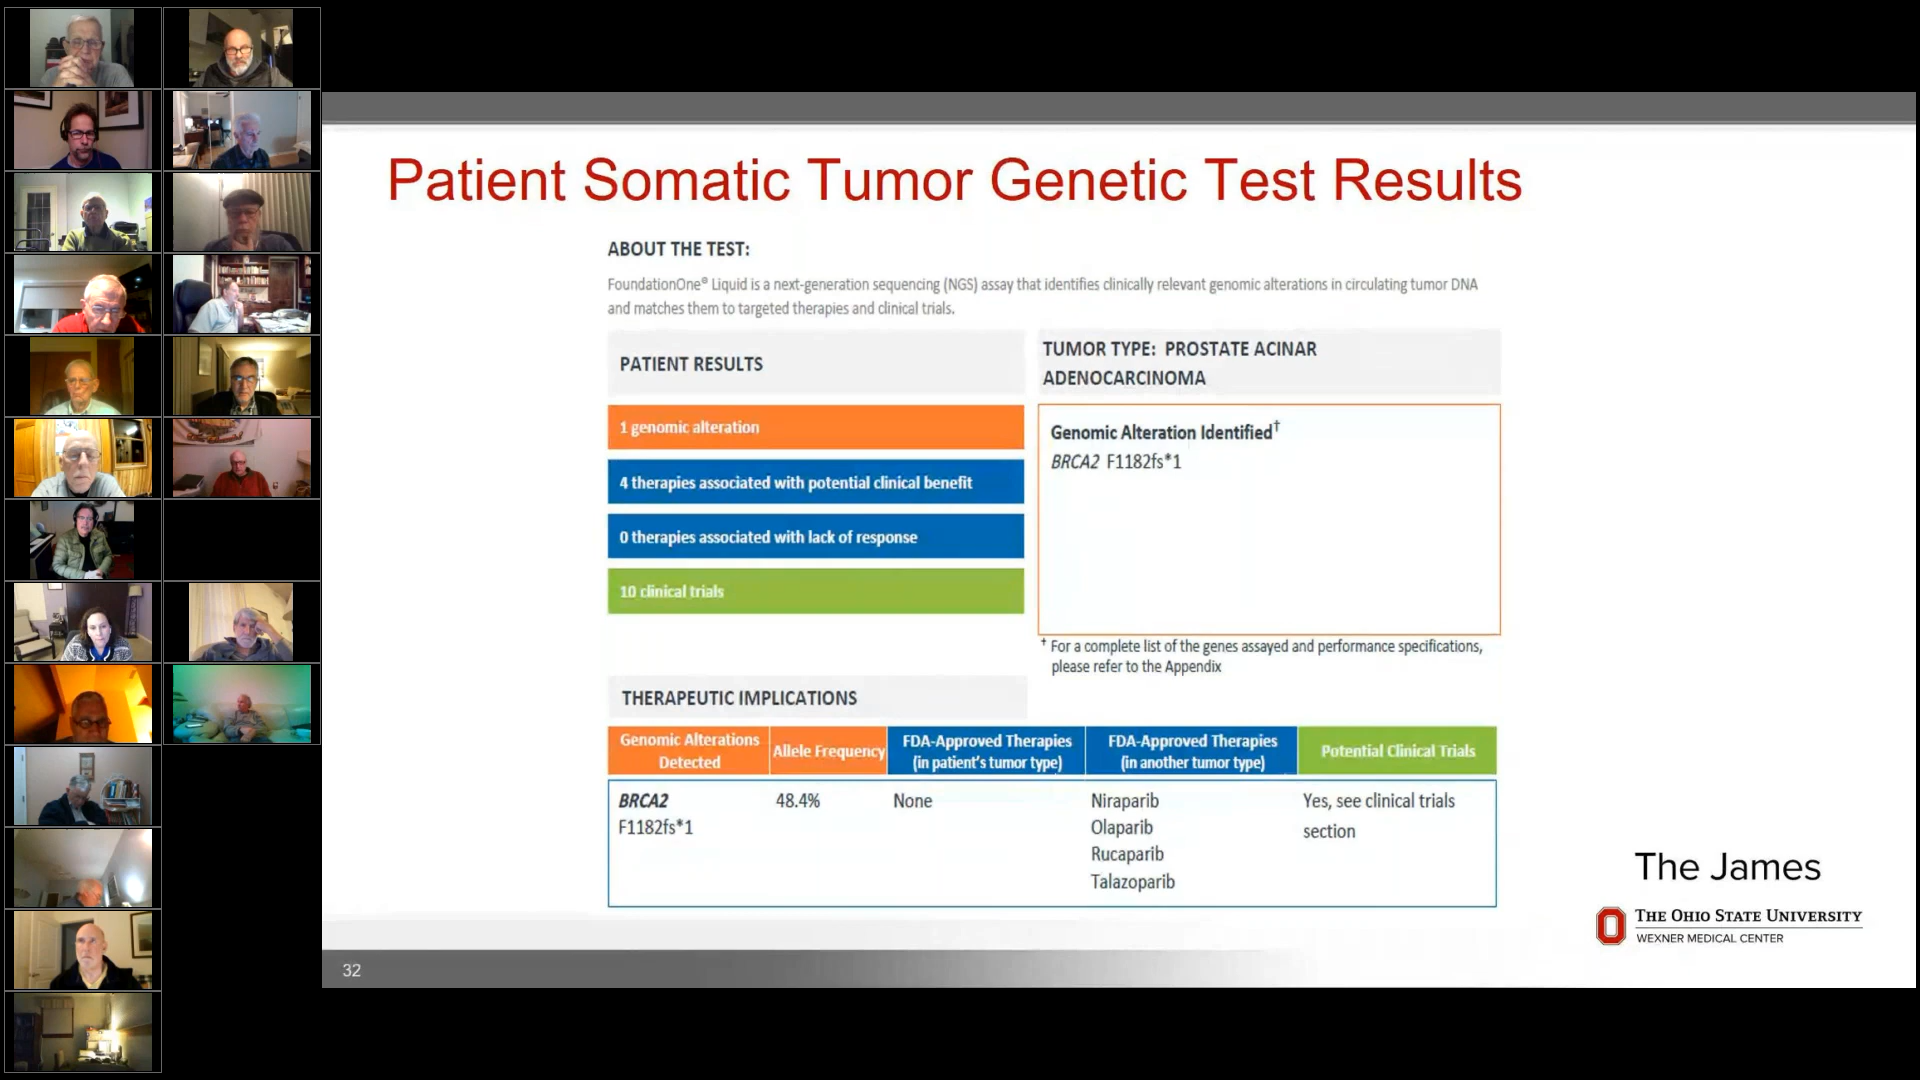 Patient Somatic Tumor Genetic Test Results
ABOUT THE TEST:
FoundationOne® Liquid is a next-generation sequencing (NGS) assay that identifies clinically relevant genomic alterations in circulating tumor DNA
and matches them to targeted therapies and clinical trials.
PATIENT RESULTS
1 genomic alteration
4 therapies associated with potential clinical benefit
0 therapies associated with lack of response
10 clinical trials
TUMOR TYPE: PROSTATE ACINAR
ADENOCARCINOMA
Genomic Alteration Identified†
BRCA2 F1182fs*1
† For a complete list of the genes assayed and performance specifications,
please refer to the Appendix
THERAPEUTIC IMPLICATIONS
Genomic Alterations
Detected
Allele Frequency
FDA-Approved Therapies
(in patient's tumor type)
FDA-Approved Therapies
(in another tumor type)
Potential Clinical Trials
BRCA2
F1182fs*1
48.4%
None
Niraparib
Olaparib
Rucaparib
Talazoparib
Yes, see clinical trials
section
The James
THE OHIO STATE UNIVERSITY
WEXNER MEDICAL CENTER
32